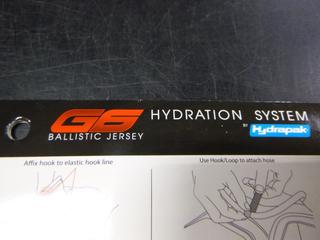 G6 HYDRATION SYSTEM
BALLISTIC JERSEY BY Hydrapak
Affix hook to elastic hook line
Use Hook/Loop to attach hose